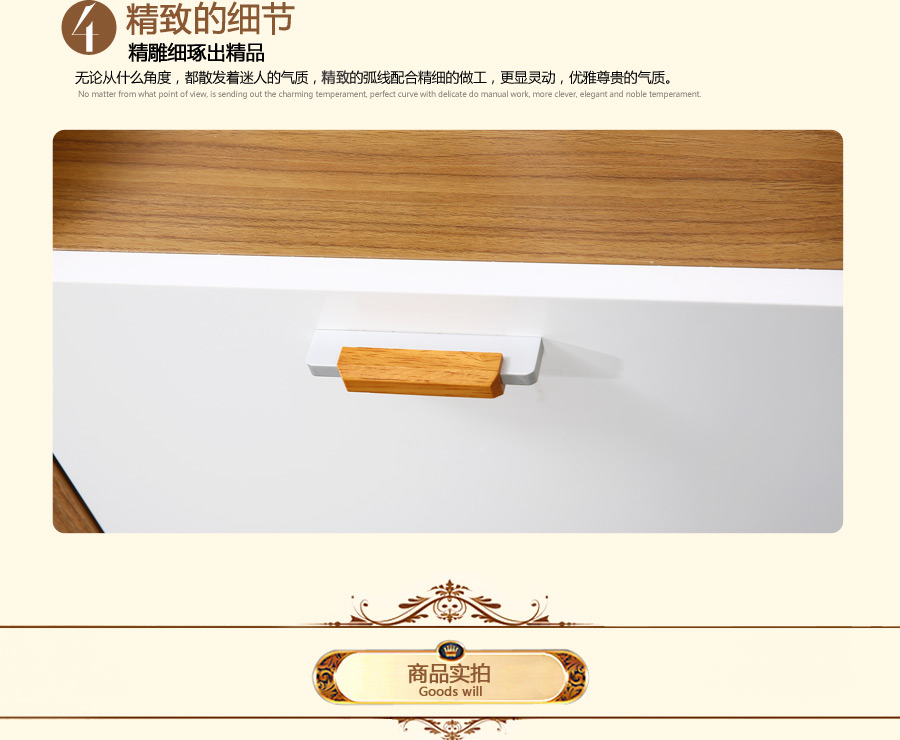 4 精致的细节
精雕细琢出精品
无论从什么角度，都散发着迷人的气质，精致的弧线配合精细的做工，更显灵动，优雅尊贵的气质。
No matter from what point of view, is sending out the charming temperament, perfect curve with delicate do manual work, more clever, elegant and noble temperament.
商品实拍
Goods will